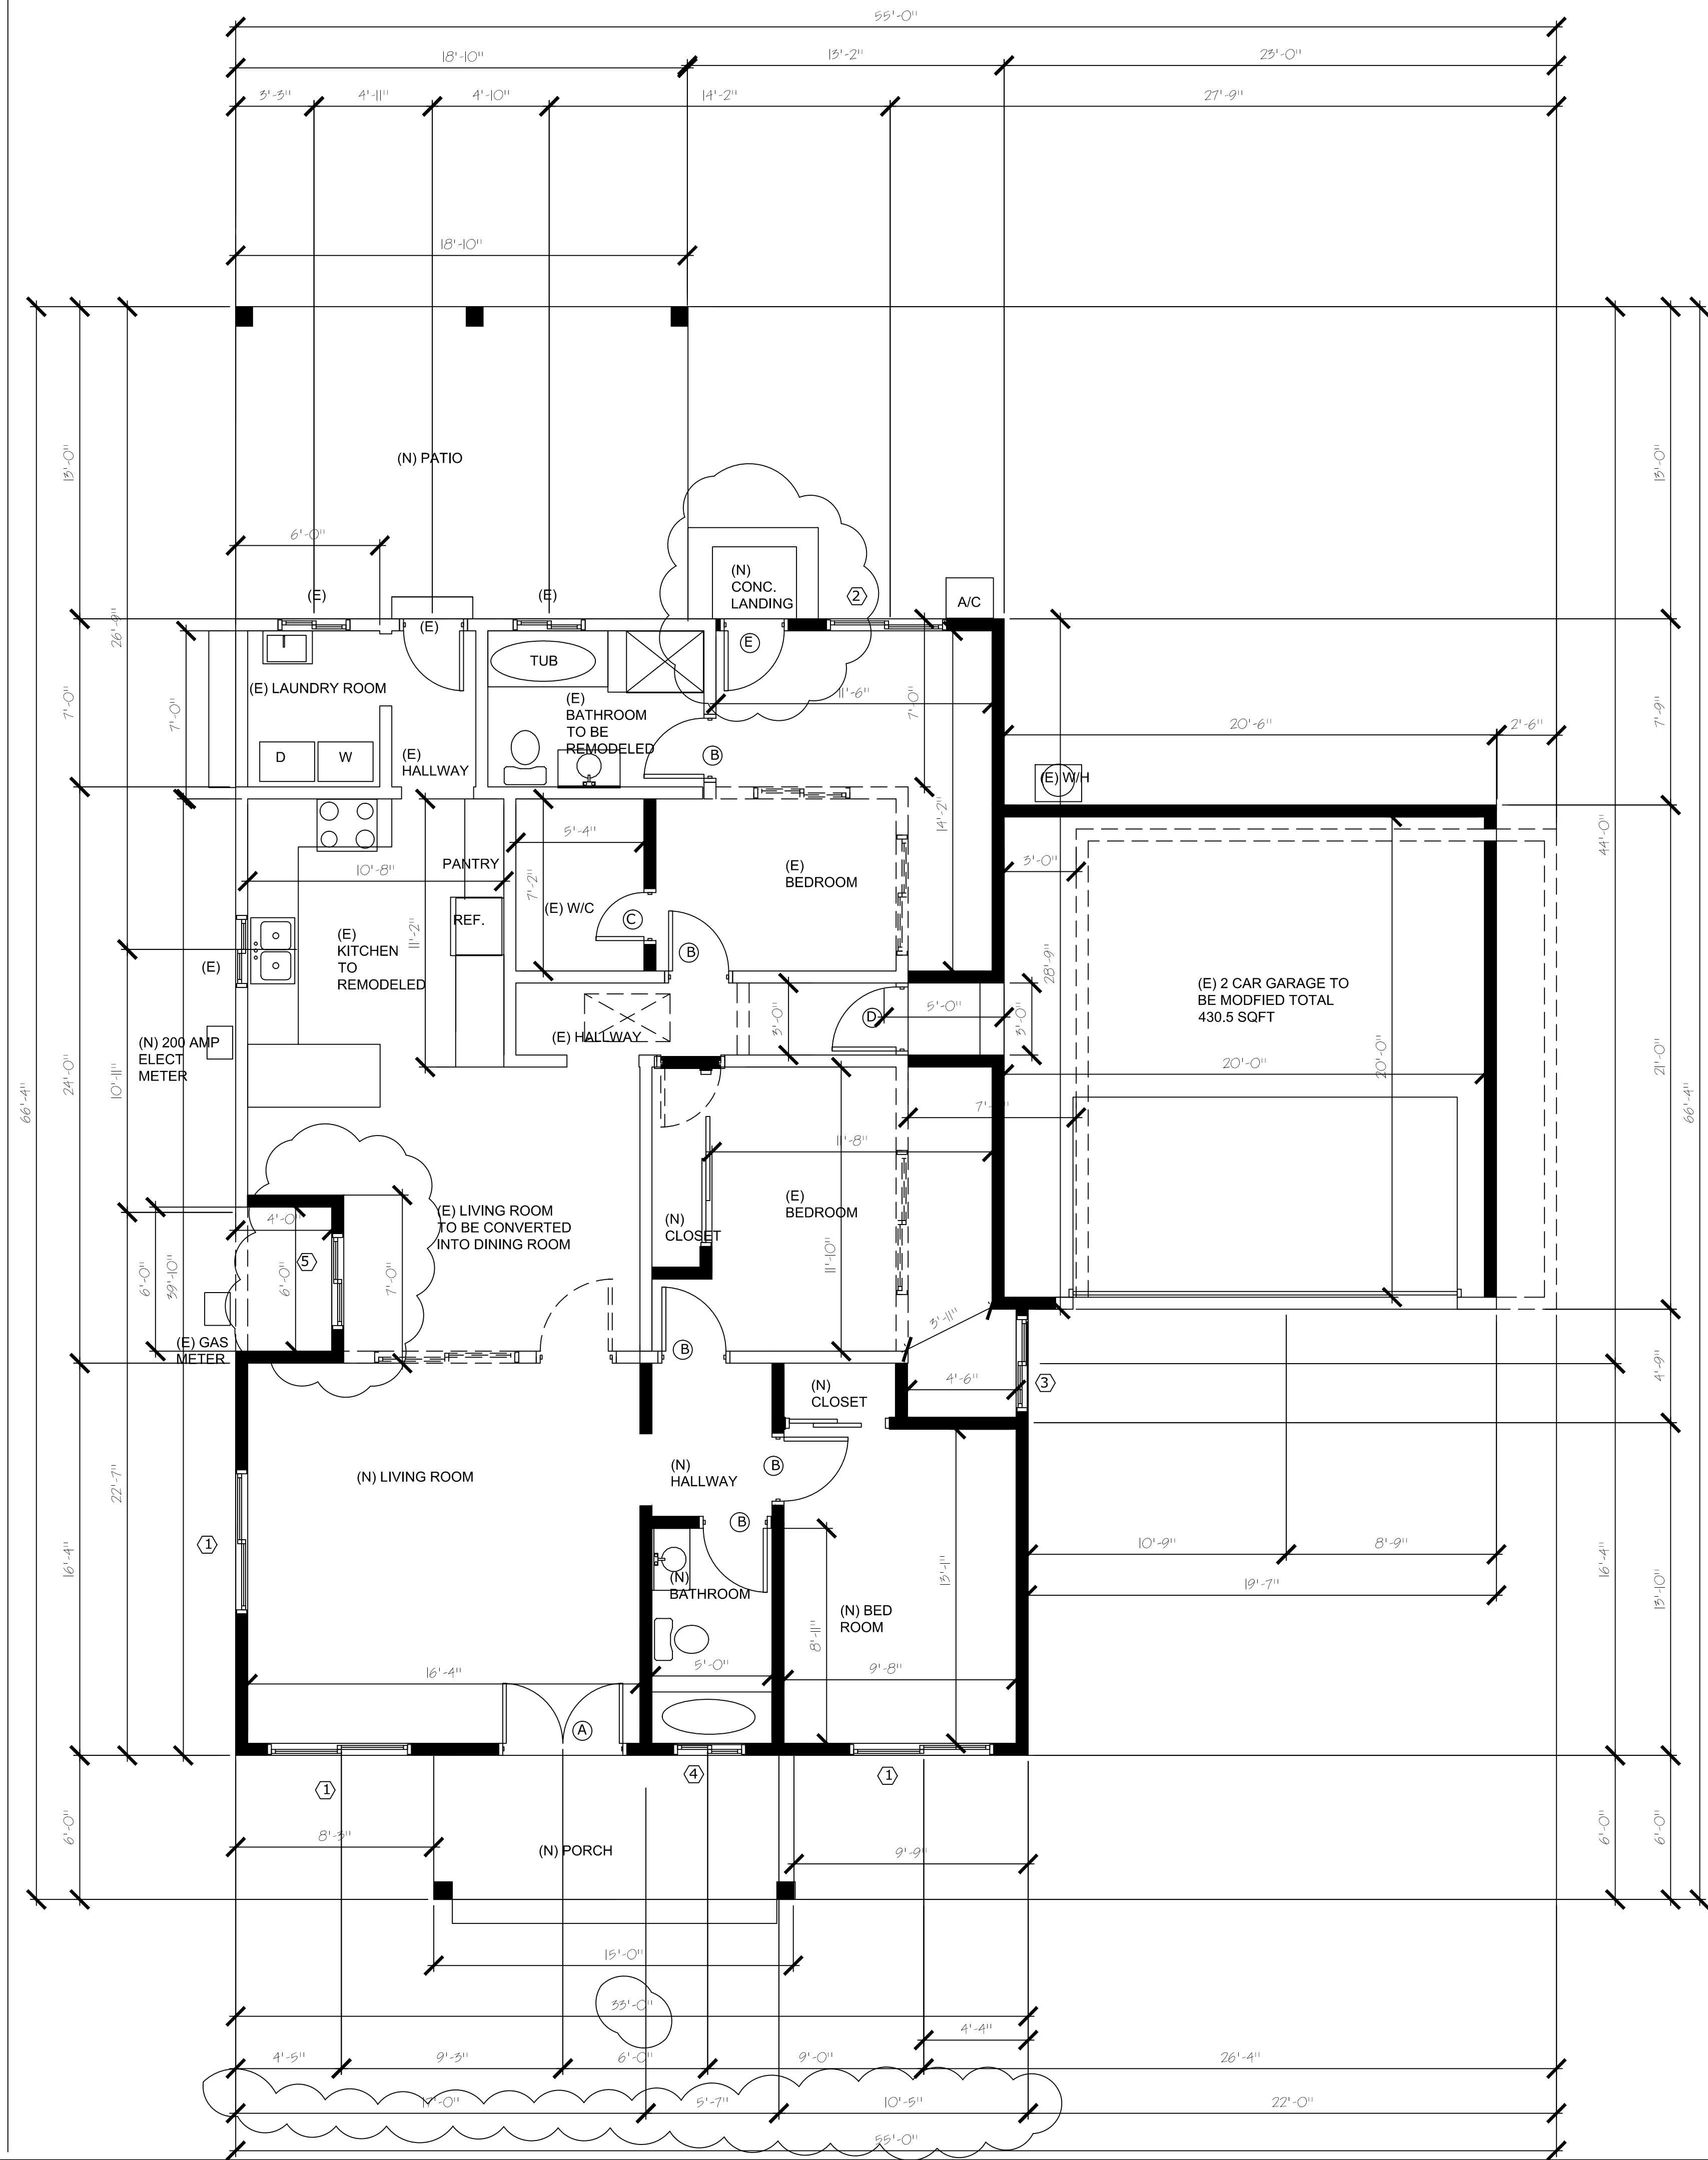 55'-0"
18'-10"
13'-2"
23'-0"
3'-3"
4'-11"
4'-10"
14'-2"
27'-9"
18'-10"
13'-0"
26'-9"
(N) PATIO
13'-0"
6'-0"
(E)
(E)
(N)
CONC.
LANDING
2
A/C
(E)
E
TUB
(E) LAUNDRY ROOM
7'-0"
7'-0"
(E)
BATHROOM
TO BE
REMODELED
11'-6"
7'-0"
7'-9"
20'-6"
2'-6"
D
W
(E)
HALLWAY
B
(E) W/H
5'-4"
14'-2"
44'-0"
PANTRY
10'-8"
7'-2"
(E)
BEDROOM
3'-0"
REF.
(E) W/C
C
(E)
KITCHEN
TO
REMODELED
11'-2"
B
(E)
28'-9"
(E) 2 CAR GARAGE TO
BE MODFIED TOTAL
430.5 SQFT
5'-0"
D
3'-0"
3'-0"
(E) HALLWAY
(N) 200 AMP
ELECT
METER
10'-11"
24'-0"
66'-4"
20'-0"
20'-0"
21'-0"
66'-4"
11'-8"
(E)
BEDROOM
(E) LIVING ROOM
TO BE CONVERTED
INTO DINING ROOM
(N)
CLOSET
4'-0"
5
6'-0"
39'-10"
6'-0"
7'-0"
11'-10"
3'-11"
(E) GAS
METER
B
(N)
CLOSET
4'-6"
3
4'-9"
22'-7"
(N) LIVING ROOM
(N)
HALLWAY
B
B
1
16'-4"
10'-9"
8'-9"
16'-4"
13'-10"
19'-7"
13'-1"
(N)
BATHROOM
(N) BED
ROOM
8'-11"
16'-4"
5'-0"
9'-8"
A
1
4
1
6'-0"
8'-3"
(N) PORCH
9'-9"
6'-0"
6'-0"
15'-0"
33'-0"
4'-4"
4'-5"
9'-3"
6'-0"
9'-0"
26'-4"
17'-0"
5'-7"
10'-5"
22'-0"
55'-0"